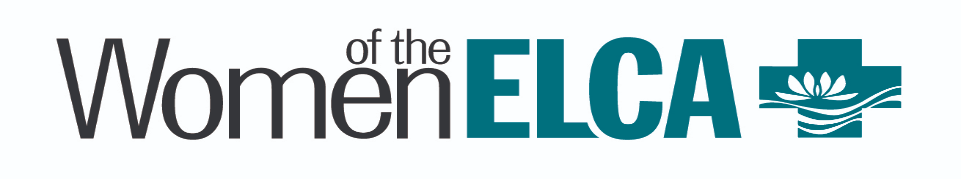 Women of the ELCA